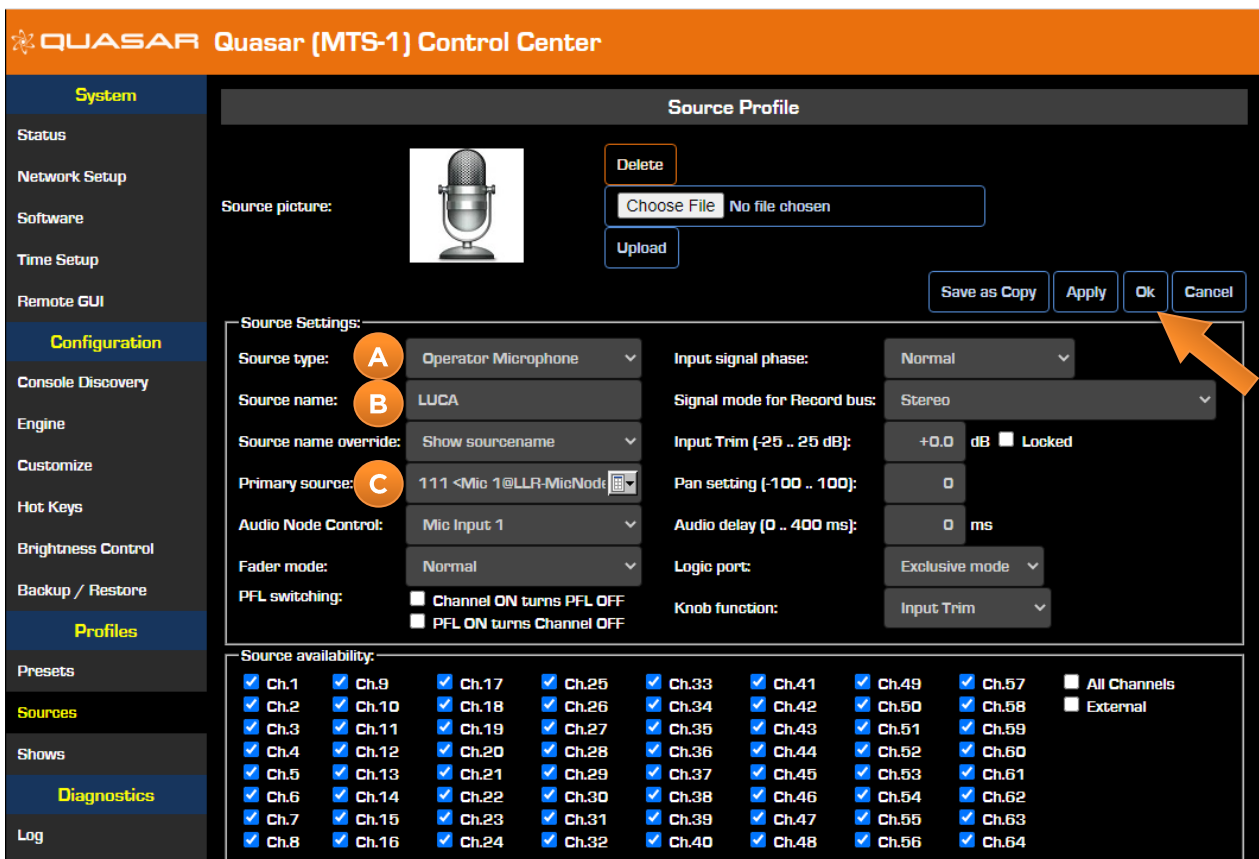 QUASAR Quasar (MTS-1) Control Center
System
Status
Network Setup
Software
Time Setup
Remote GUI
Configuration
Console Discovery
Engine
Customize
Hot Keys
Brightness Control
Backup / Restore
Profiles
Presets
Sources
Shows
Diagnostics
Log
Source Profile
Source picture:
Delete
Choose File No file chosen
Upload
Save as Copy Apply Ok Cancel
Source Settings:
Source type: A Operator Microphone Input signal phase: Normal
Source name: B LUCA Signal mode for Record bus: Stereo
Source name override: Show sourcename Input Trim (-25 .. 25 dB): +0.0 dB Locked
Primary source: C 111 <Mic 1@LLR-MicNode Pan setting (-100 .. 100): 0
Audio Node Control: Mic Input 1 Audio delay (0 .. 400 ms): 0 ms
Fader mode: Normal Logic port: Exclusive mode
PFL switching: Channel ON turns PFL OFF Knob function: Input Trim
PFL ON turns Channel OFF
Source availability:
Ch.1 Ch.9 Ch.17 Ch.25 Ch.33 Ch.41 Ch.49 Ch.57 All Channels
Ch.2 Ch.10 Ch.18 Ch.26 Ch.34 Ch.42 Ch.50 Ch.58 External
Ch.3 Ch.11 Ch.19 Ch.27 Ch.35 Ch.43 Ch.51 Ch.59
Ch.4 Ch.12 Ch.20 Ch.28 Ch.36 Ch.44 Ch.52 Ch.60
Ch.5 Ch.13 Ch.21 Ch.29 Ch.37 Ch.45 Ch.53 Ch.61
Ch.6 Ch.14 Ch.22 Ch.30 Ch.38 Ch.46 Ch.54 Ch.62
Ch.7 Ch.15 Ch.23 Ch.31 Ch.39 Ch.47 Ch.55 Ch.63
Ch.8 Ch.16 Ch.24 Ch.32 Ch.40 Ch.48 Ch.56 Ch.64